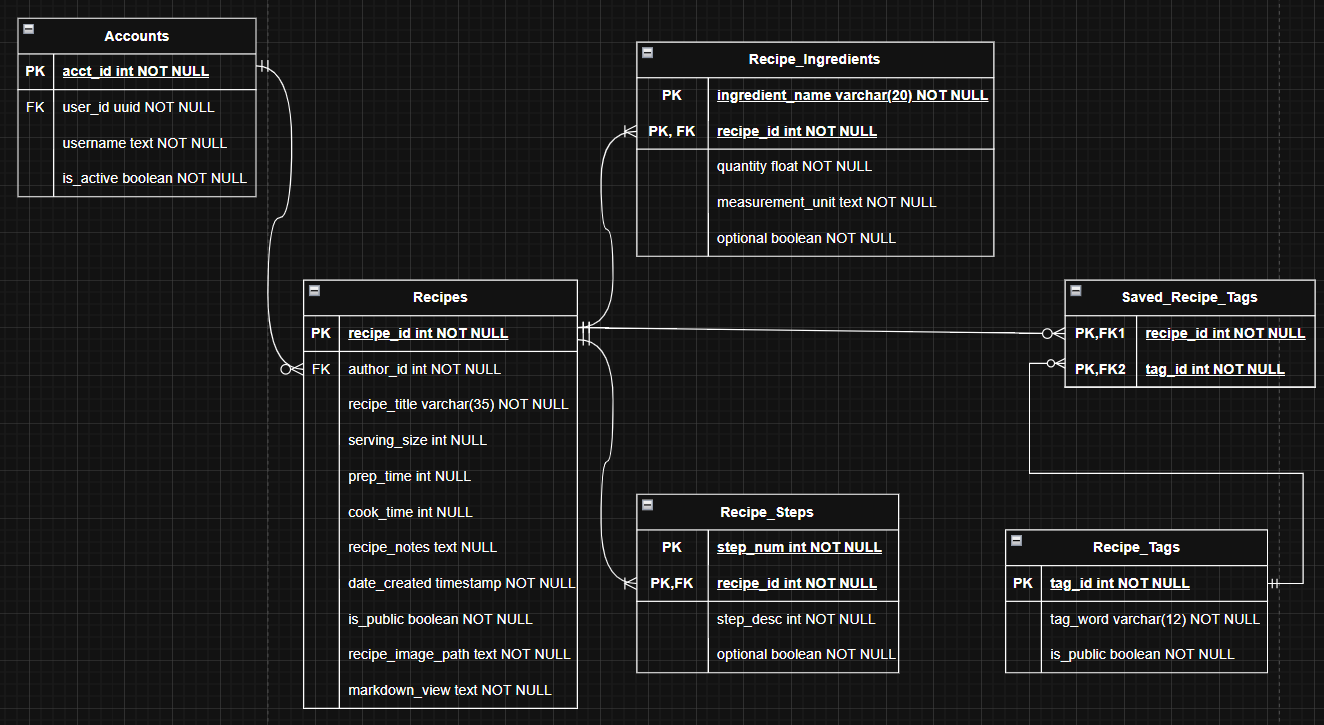 Accounts
PK acct_id int NOT NULL
FK user_id uuid NOT NULL
username text NOT NULL
is_active boolean NOT NULL
Recipe_Ingredients
PK ingredient_name varchar(20) NOT NULL
PK, FK recipe_id int NOT NULL
quantity float NOT NULL
measurement_unit text NOT NULL
optional boolean NOT NULL
Recipes
PK recipe_id int NOT NULL
FK author_id int NOT NULL
recipe_title varchar(35) NOT NULL
serving_size int NULL
prep_time int NULL
cook_time int NULL
recipe_notes text NULL
date_created timestamp NOT NULL
is_public boolean NOT NULL
recipe_image_path text NOT NULL
markdown_view text NOT NULL
Saved_Recipe_Tags
PK,FK1 recipe_id int NOT NULL
PK,FK2 tag_id int NOT NULL
Recipe_Steps
PK step_num int NOT NULL
PK,FK recipe_id int NOT NULL
step_desc int NOT NULL
optional boolean NOT NULL
Recipe_Tags
PK tag_id int NOT NULL
tag_word varchar(12) NOT NULL
is_public boolean NOT NULL